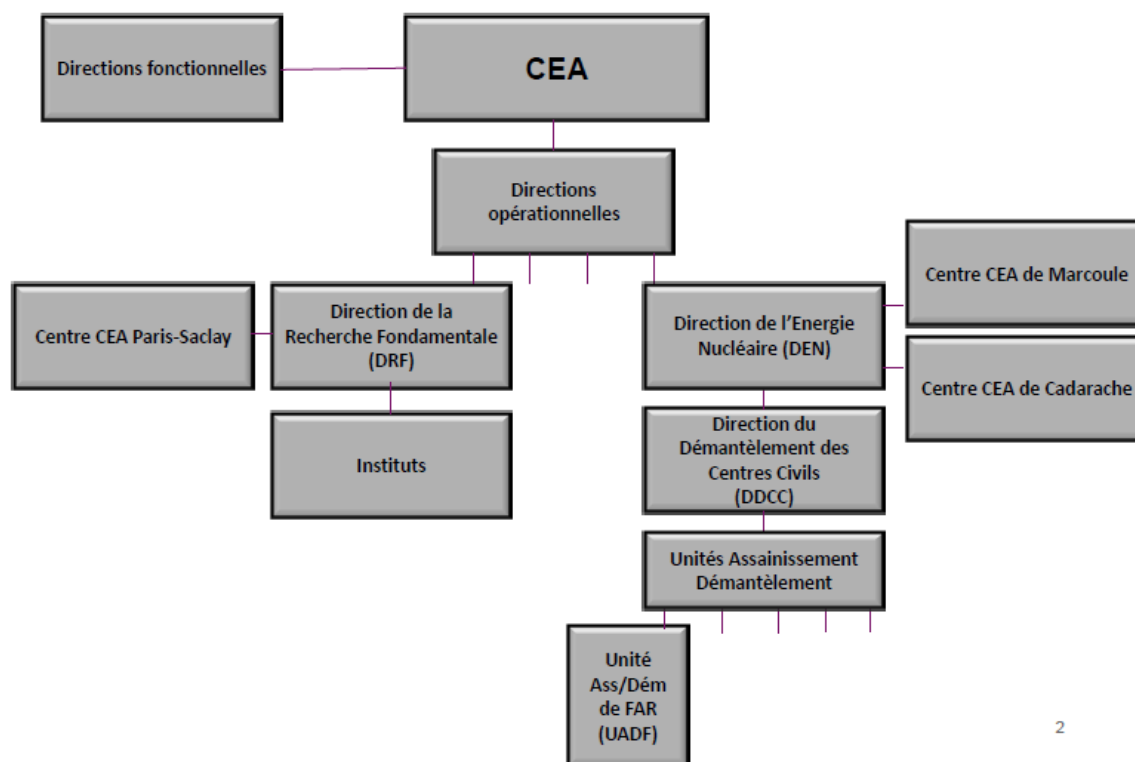 Directions fonctionnelles
CEA
Directions
opérationnelles
Centre CEA Paris-Saclay
Direction de la
Recherche Fondamentale
(DRF)
Direction de l'Energie
Nucléaire (DEN)
Centre CEA de Marcoule
Centre CEA de Cadarache
Instituts
Direction du
Démantèlement des
Centres Civils
(DDCC)
Unités Assainissement
Démantèlement
Unité
Ass/Dém
de FAR
(UADF)
2